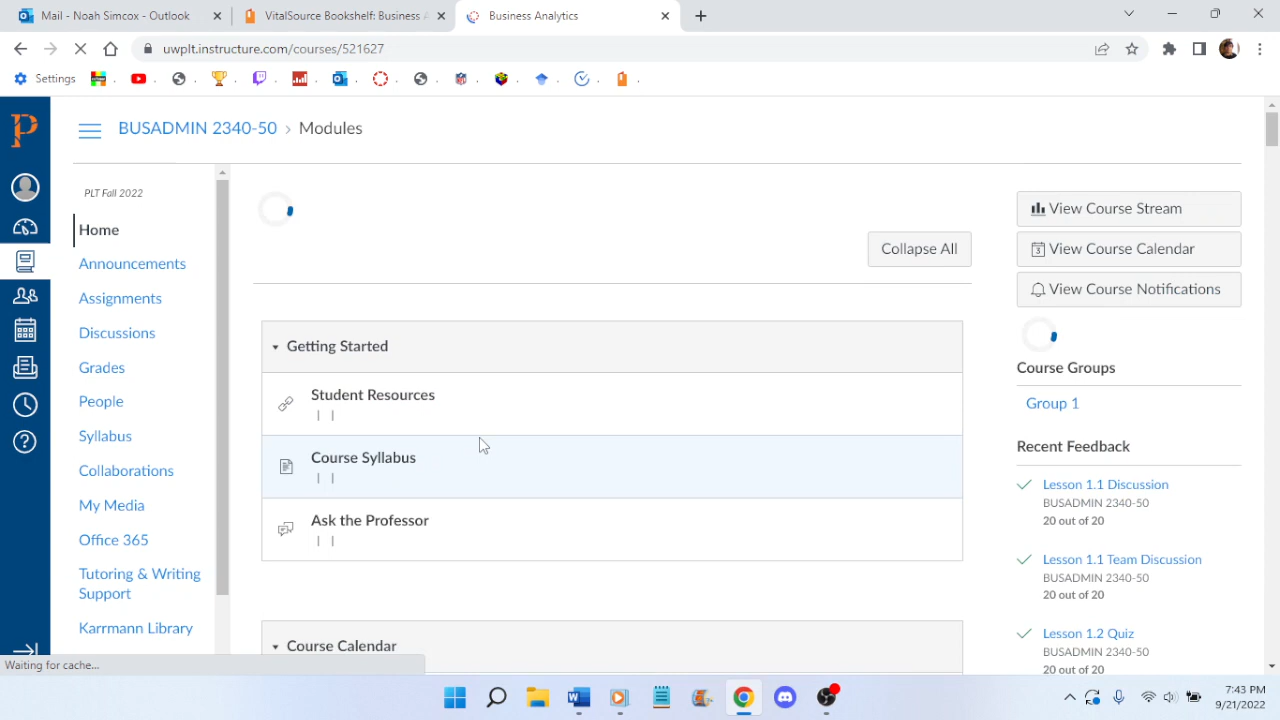 Mail - Noah Simcox - Outlook
VitalSource Bookshelf: Business A
Business Analytics
uwplt.instructure.com/courses/521627
Settings
BUSADMIN 2340-50 › Modules
PLT Fall 2022
Home
Announcements
Assignments
Discussions
Grades
People
Syllabus
Collaborations
My Media
Office 365
Tutoring & Writing
Support
Karrmann Library
Collapse All
Getting Started
Student Resources
| |
Course Syllabus
| |
Ask the Professor
| |
Course Calendar
View Course Stream
View Course Calendar
View Course Notifications
Course Groups
Group 1
Recent Feedback
Lesson 1.1 Discussion
BUSADMIN 2340-50
20 out of 20
Lesson 1.1 Team Discussion
BUSADMIN 2340-50
20 out of 20
Lesson 1.2 Quiz
BUSADMIN 2340-50
20 out of 20
Waiting for cache...
7:43 PM
9/21/2022